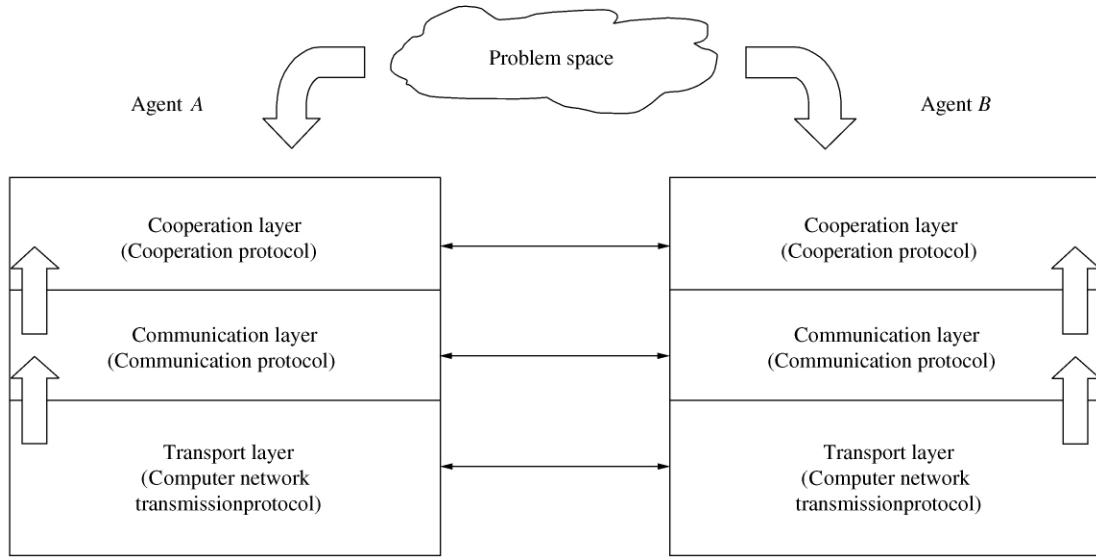 Problem space
Agent A
Agent B
Cooperation layer
(Cooperation protocol)
Communication layer
(Communication protocol)
Transport layer
(Computer network
transmissionprotocol)
Cooperation layer
(Cooperation protocol)
Communication layer
(Communication protocol)
Transport layer
(Computer network
transmissionprotocol)